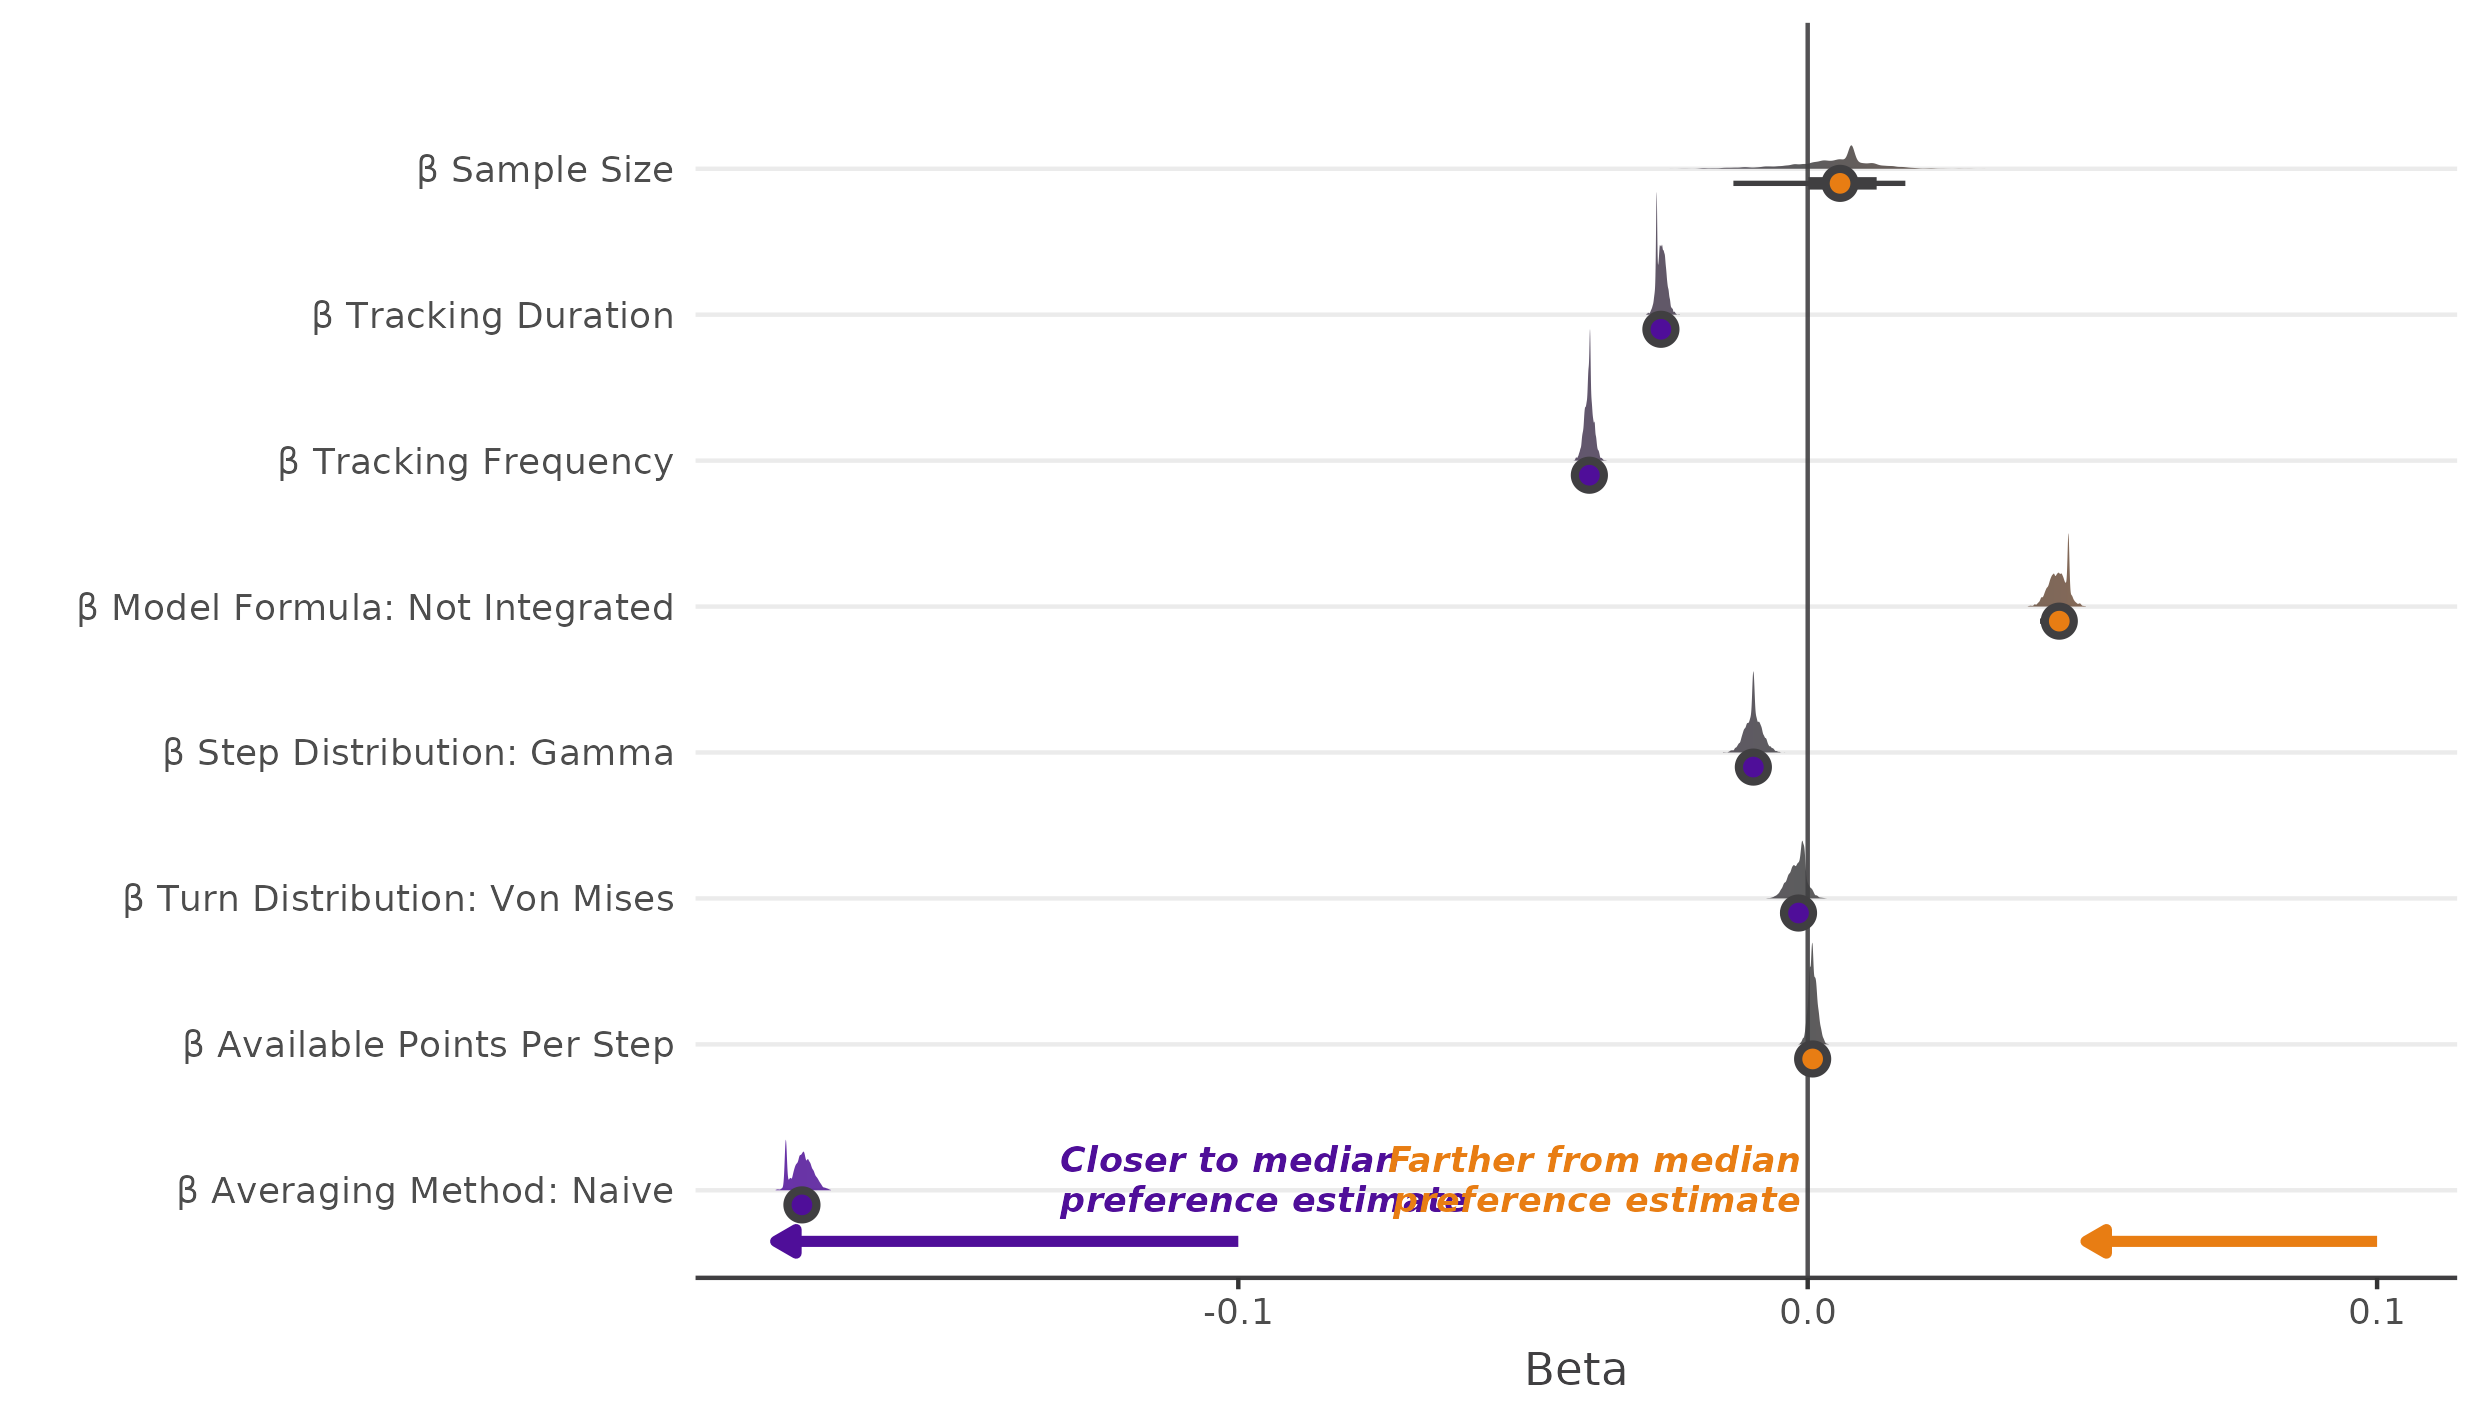 β Sample Size
β Tracking Duration
β Tracking Frequency
β Model Formula: Not Integrated
β Step Distribution: Gamma
β Turn Distribution: Von Mises
β Available Points Per Step
β Averaging Method: Naive
Closer to median
preference estimate
Farther from median
preference estimate
-0.1
0.0
0.1
Beta